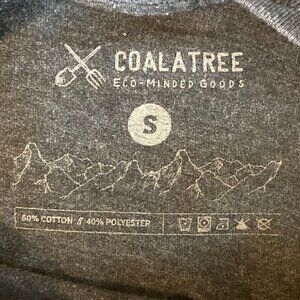 COALATREE
ECO-MINDED GOODS
S
60% COTTON // 40% POLYESTER